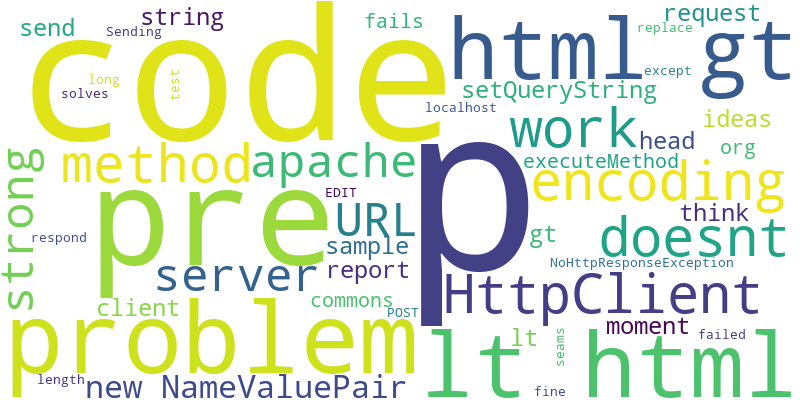 send
string
Sending
fails
request
replace
code
html
gt
long
solves
test
except
setQueryString
localhost
ideas
work
head
org
method
apache
executeMethod
encoding
strong
pre
p
EDIT
URL
think
respond
sample
gt
doesnt
server
report
NoHttpResponseException
HttpClient
client
commons
POST
moment
problem
lt
lt
html
seams
failed
length
new NameValuePair
fine